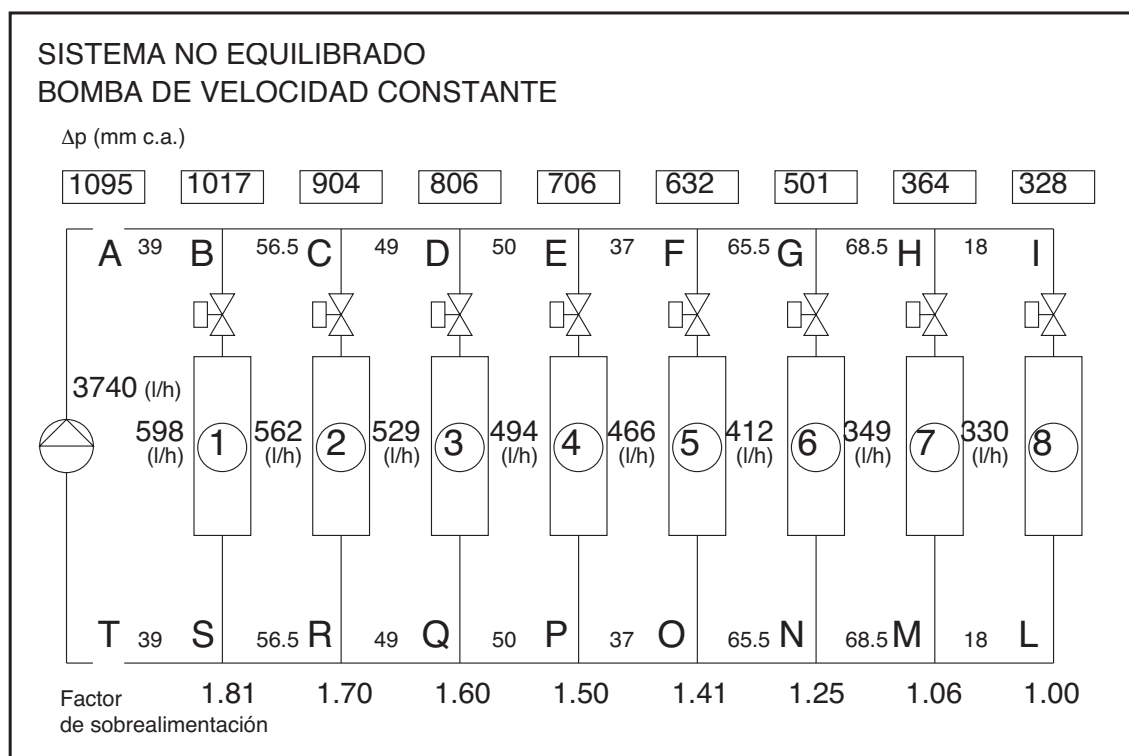 SISTEMA NO EQUILIBRADO
BOMBA DE VELOCIDAD CONSTANTE
Δp (mm c.a.)
1095 1017 904 806 706 632 501 364 328
A 39 B 56.5 C 49 D 50 E 37 F 65.5 G 68.5 H 18 I
3740 (l/h)
598 1 562 2 529 3 494 4 466 5 412 6 349 7 330 8
(l/h) (l/h) (l/h) (l/h) (l/h) (l/h) (l/h) (l/h)
T 39 S 56.5 R 49 Q 50 P 37 O 65.5 N 68.5 M 18 L
Factor 1.81 1.70 1.60 1.50 1.41 1.25 1.06 1.00
de sobrealimentación